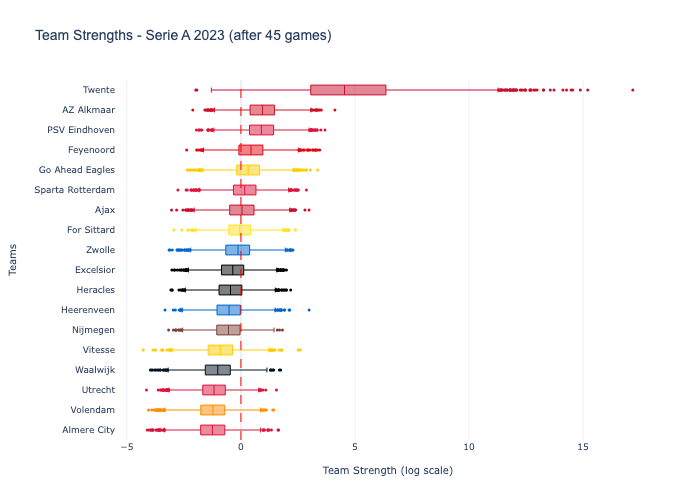 Team Strengths - Serie A 2023 (after 45 games)
Twente
AZ Alkmaar
PSV Eindhoven
Feyenoord
Go Ahead Eagles
Sparta Rotterdam
Ajax
For Sittard
Zwolle
Excelsior
Heracles
Heerenveen
Nijmegen
Vitesse
Waalwijk
Utrecht
Volendam
Almere City
Teams
−5 0 5 10 15
Team Strength (log scale)